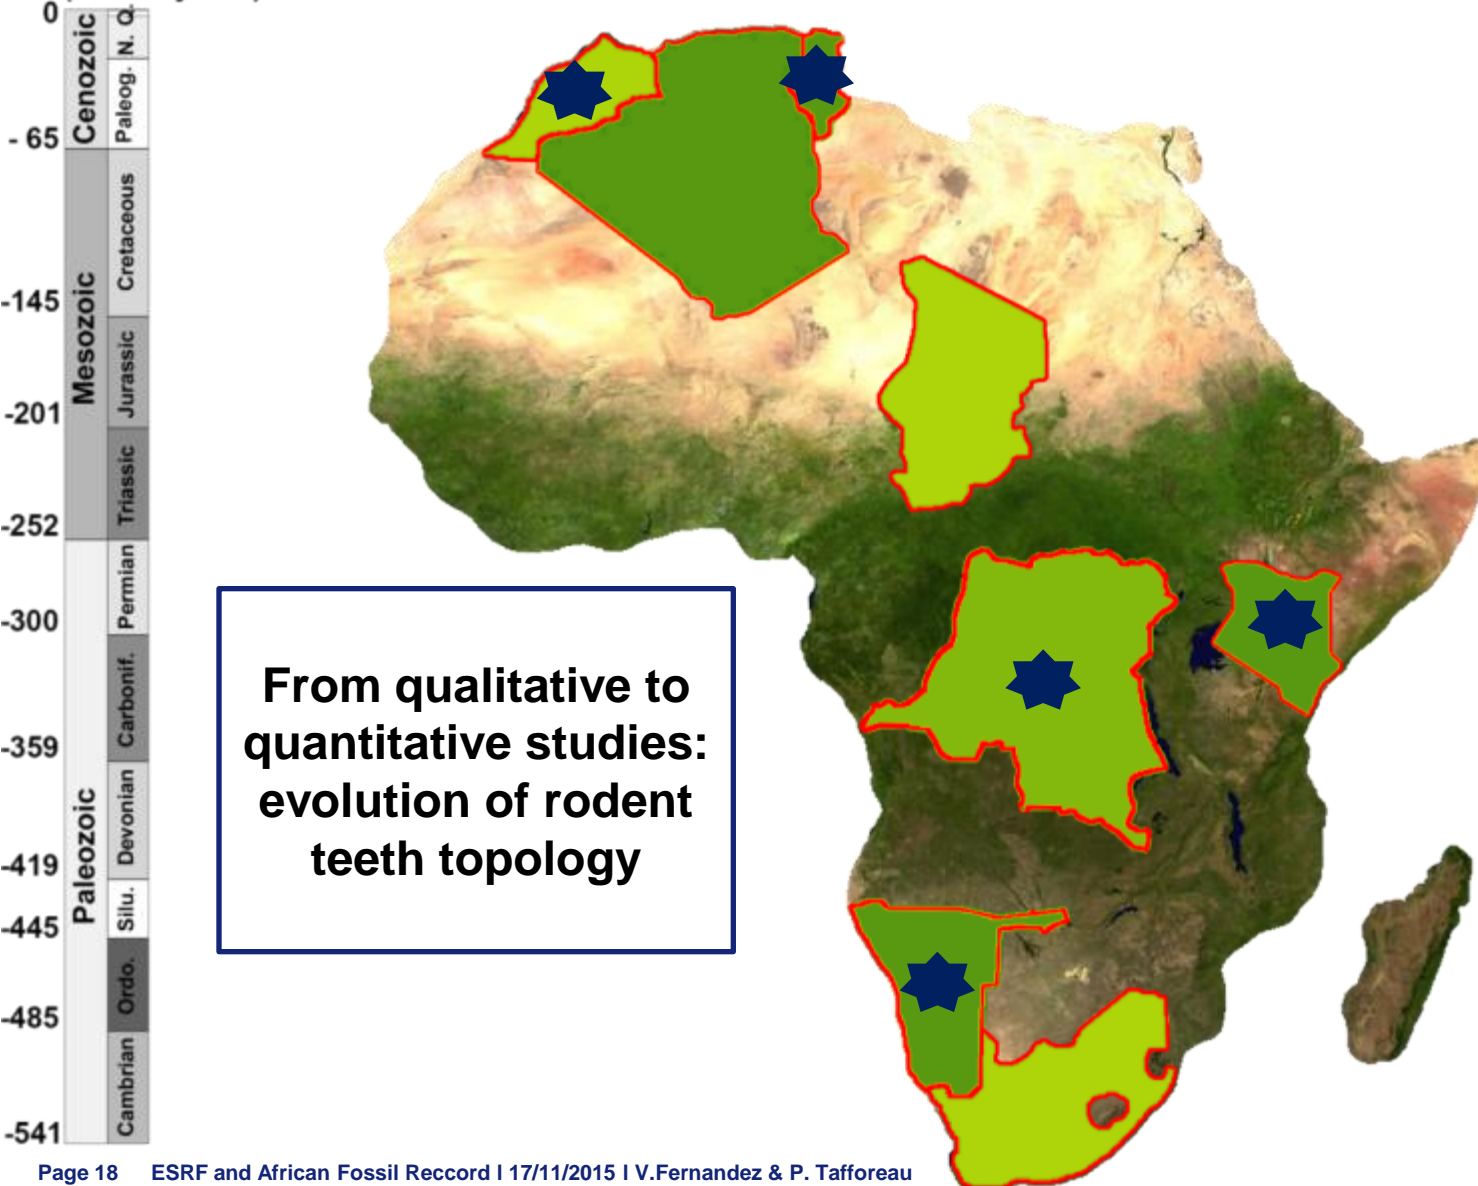 0
- 65
-145
-201
-252
-300
-359
-419
-445
-485
-541
Cenozoic
Mesozoic
Paleozoic
Q.
N.
Paleog.
Cretaceous
Jurassic
Triassic
Permian
Carbonif.
Devonian
Silu.
Ordo.
Cambrian
From qualitative to
quantitative studies:
evolution of rodent
teeth topology
Page 18 ESRF and African Fossil Reccord l 17/11/2015 l V.Fernandez & P. Tafforeau